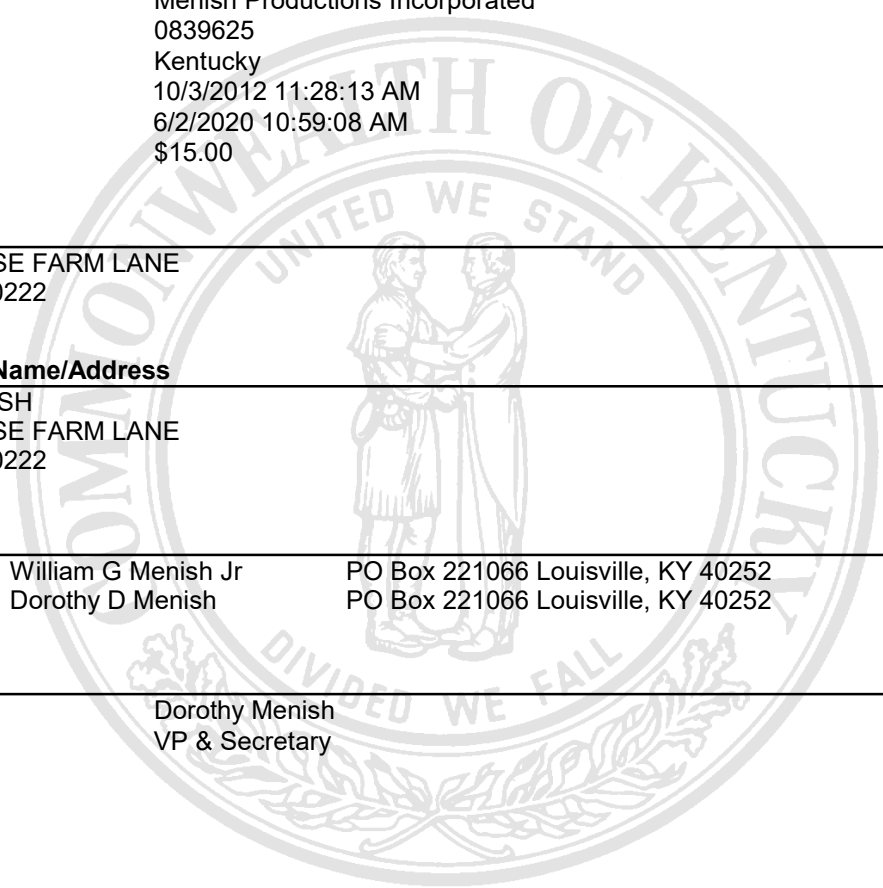 Menish Productions Incorporated
0839625
Kentucky
10/3/2012 11:28:13 AM
6/2/2020 10:59:08 AM
$15.00
SE FARM LANE
0222
Name/Address
SH
SE FARM LANE
0222
William G Menish Jr PO Box 221066 Louisville, KY 40252
Dorothy D Menish PO Box 221066 Louisville, KY 40252
Dorothy Menish
VP & Secretary
COMMONWEALTH OF KENTUCKY
UNITED WE STAND
DIVIDED WE FALL